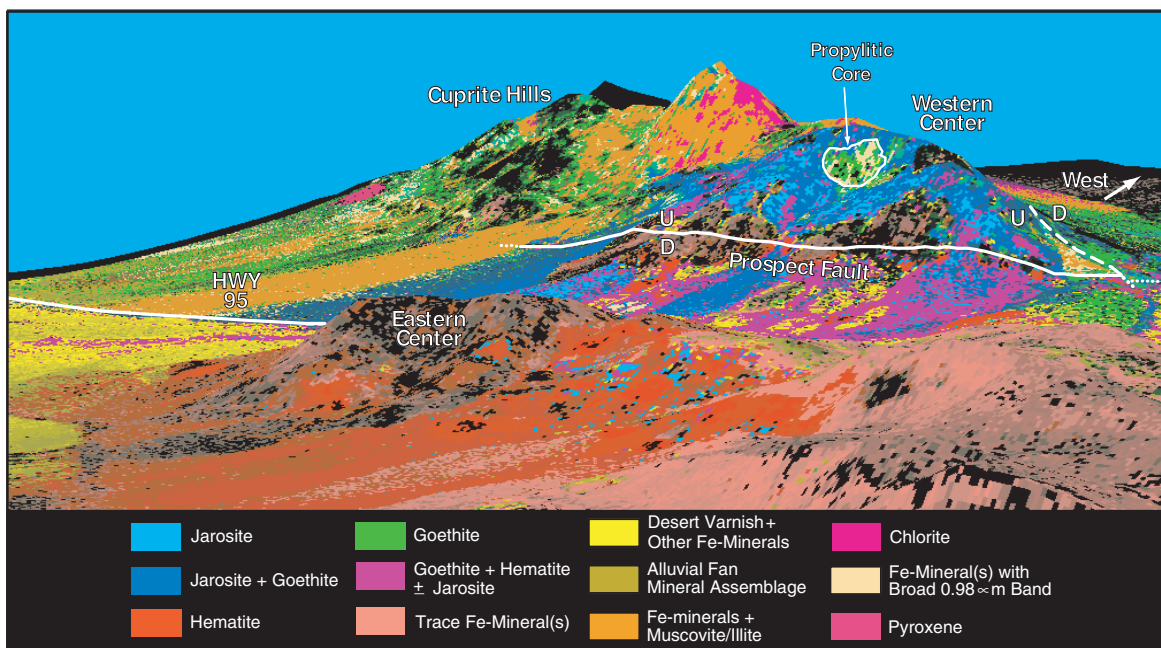 Propylitic
Core
Cuprite Hills
Western
Center
West
U
D
U
D
Prospect Fault
HWY
95
Eastern
Center
Jarosite
Goethite
Desert Varnish +
Other Fe-Minerals
Chlorite
Jarosite + Goethite
Goethite + Hematite
± Jarosite
Alluvial Fan
Mineral Assemblage
Fe-Mineral(s) with
Broad 0.98 ∝m Band
Hematite
Trace Fe-Mineral(s)
Fe-minerals +
Muscovite/Illite
Pyroxene